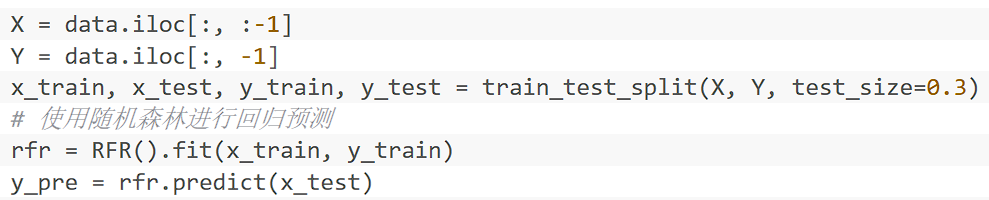 X = data.iloc[:, :-1]
Y = data.iloc[:, -1]
x_train, x_test, y_train, y_test = train_test_split(X, Y, test_size=0.3)
# 使用随机森林进行回归预测
rfr = RFR().fit(x_train, y_train)
y_pre = rfr.predict(x_test)